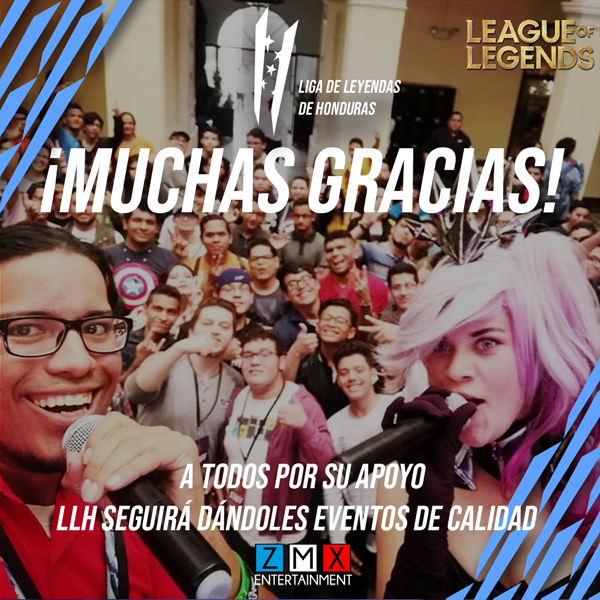 LEAGUE OF
LEGENDS
LIGA DE LEYENDAS
DE HONDURAS
¡MUCHAS GRACIAS!
A TODOS POR SU APOYO
LLH SEGUIRÁ DÁNDOLES EVENTOS DE CALIDAD
ZMX
ENTERTAINMENT